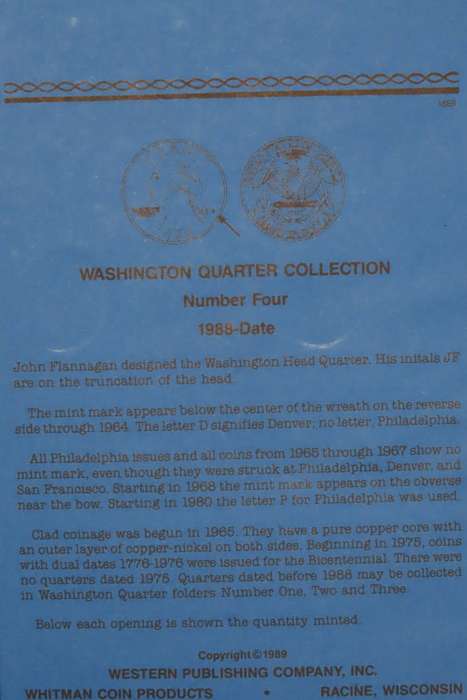 WASHINGTON QUARTER COLLECTION
Number Four
1988-Date
John Flannagan designed the Washington Head Quarter. His initals JF
are on the truncation of the head.
The mint mark appears below the center of the wreath on the reverse
side through 1964. The letter D signifies Denver; no letter, Philadelphia.
All Philadelphia issues and all coins from 1965 through 1967 show no
mint mark, even though they were struck at Philadelphia, Denver, and
San Francisco. Starting in 1968 the mint mark appears on the obverse
near the bow. Starting in 1980 the letter P for Philadelphia was used.
Clad coinage was begun in 1965. They have a pure copper core with
an outer layer of copper-nickel on both sides. Beginning in 1975, coins
with dual dates 1776-1976 were issued for the Bicentennial. There were
no quarters dated 1975. Quarters dated before 1988 may be collected
in Washington Quarter folders Number One, Two and Three.
Below each opening is shown the quantity minted.
Copyright © 1989
WESTERN PUBLISHING COMPANY, INC.
WHITMAN COIN PRODUCTS • RACINE, WISCONSIN